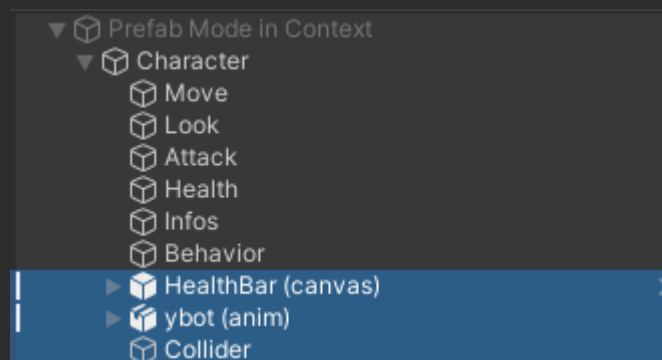 Prefab Mode in Context
Character
Move
Look
Attack
Health
Infos
Behavior
HealthBar (canvas)
ybot (anim)
Collider